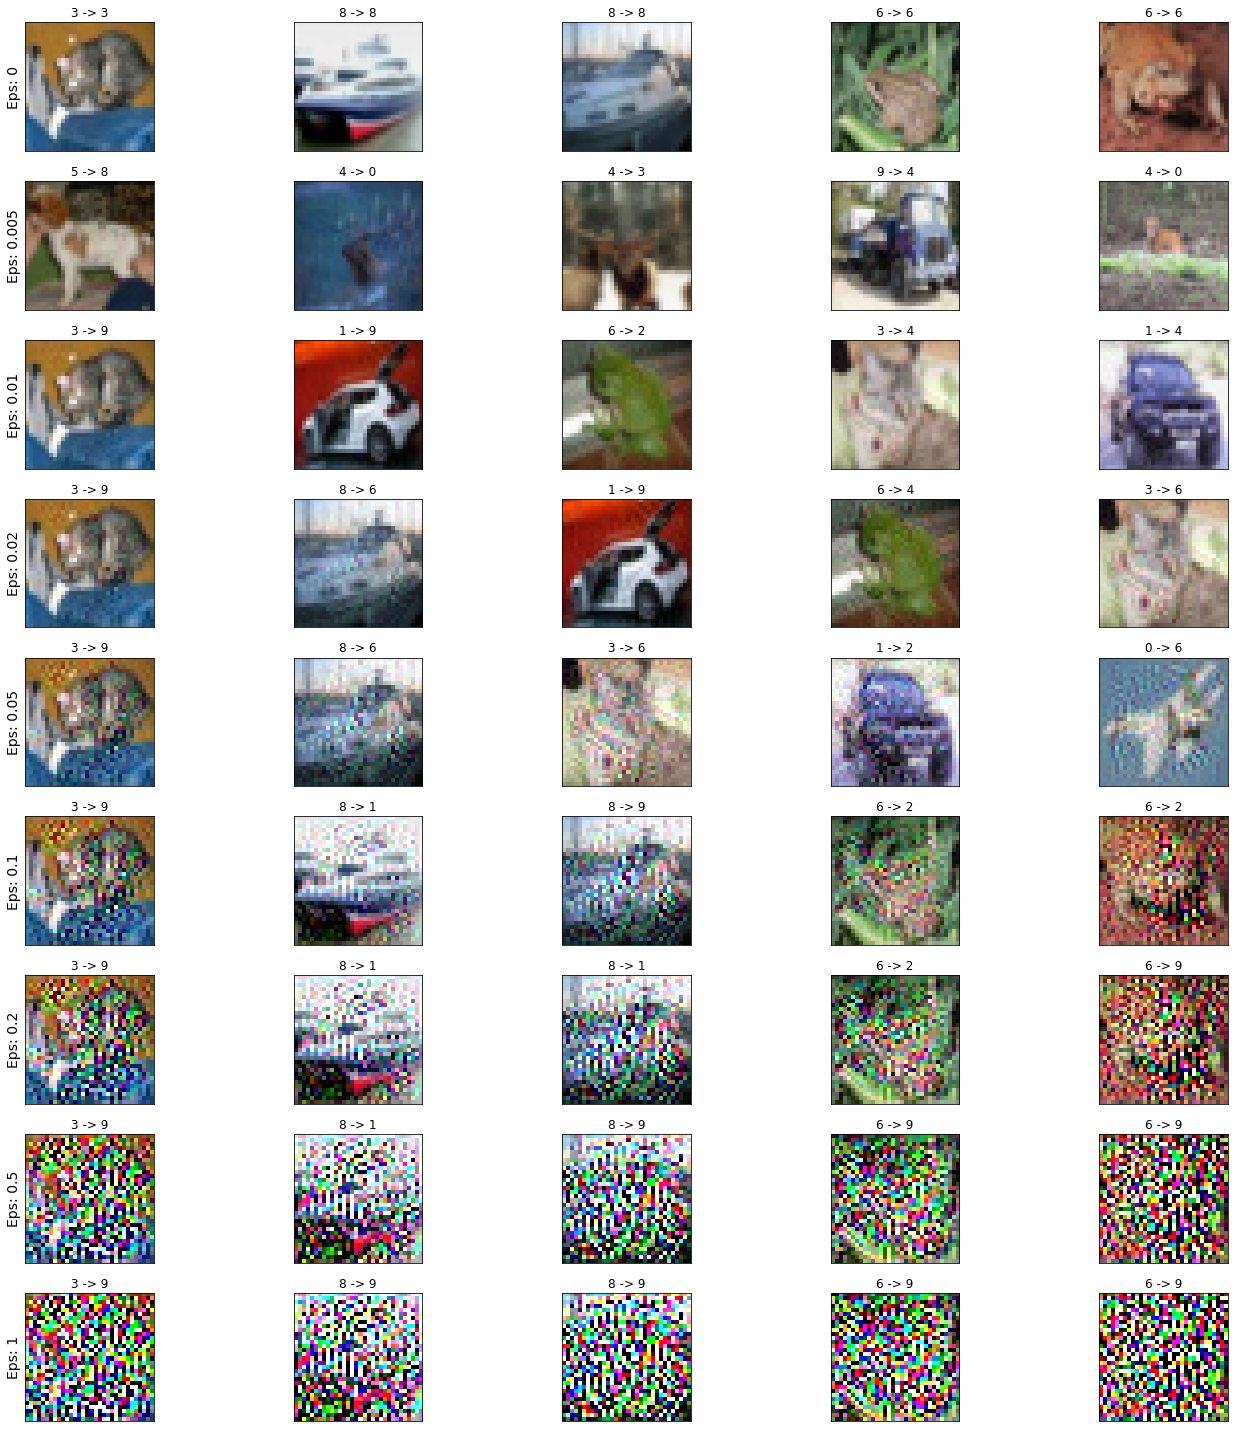 3 -> 3
8 -> 8
8 -> 8
6 -> 6
6 -> 6
Eps: 0
5 -> 8
4 -> 0
4 -> 3
9 -> 4
4 -> 0
Eps: 0.005
3 -> 9
1 -> 9
6 -> 2
3 -> 4
1 -> 4
Eps: 0.01
3 -> 9
8 -> 6
1 -> 9
6 -> 4
3 -> 6
Eps: 0.02
3 -> 9
8 -> 6
3 -> 6
1 -> 2
0 -> 6
Eps: 0.05
3 -> 9
8 -> 1
8 -> 9
6 -> 2
6 -> 2
Eps: 0.1
3 -> 9
8 -> 1
8 -> 1
6 -> 2
6 -> 9
Eps: 0.2
3 -> 9
8 -> 1
8 -> 9
6 -> 9
6 -> 9
Eps: 0.5
3 -> 9
8 -> 9
8 -> 9
6 -> 9
6 -> 9
Eps: 1